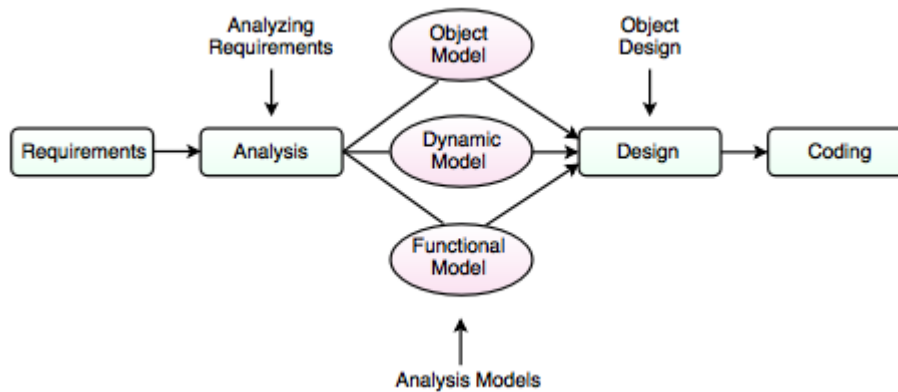 Analyzing
Requirements
Object
Model
Object
Design
Requirements
Analysis
Dynamic
Model
Design
Coding
Functional
Model
Analysis Models